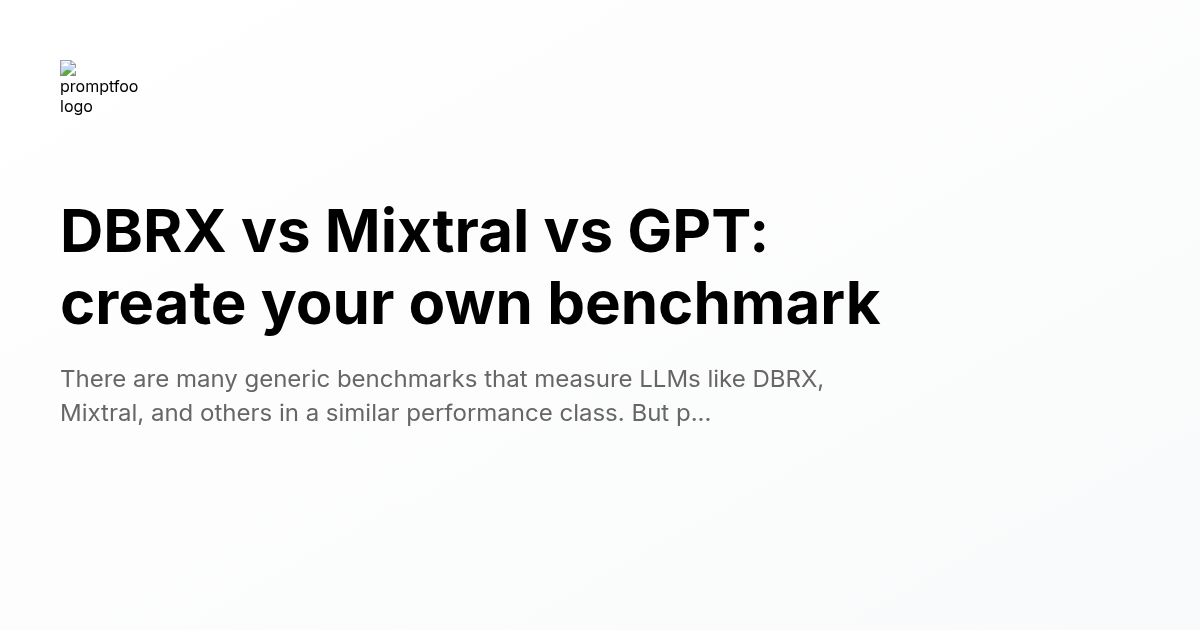 promptfoo
logo
DBRX vs Mixtral vs GPT:
create your own benchmark
There are many generic benchmarks that measure LLMs like DBRX,
Mixtral, and others in a similar performance class. But p...